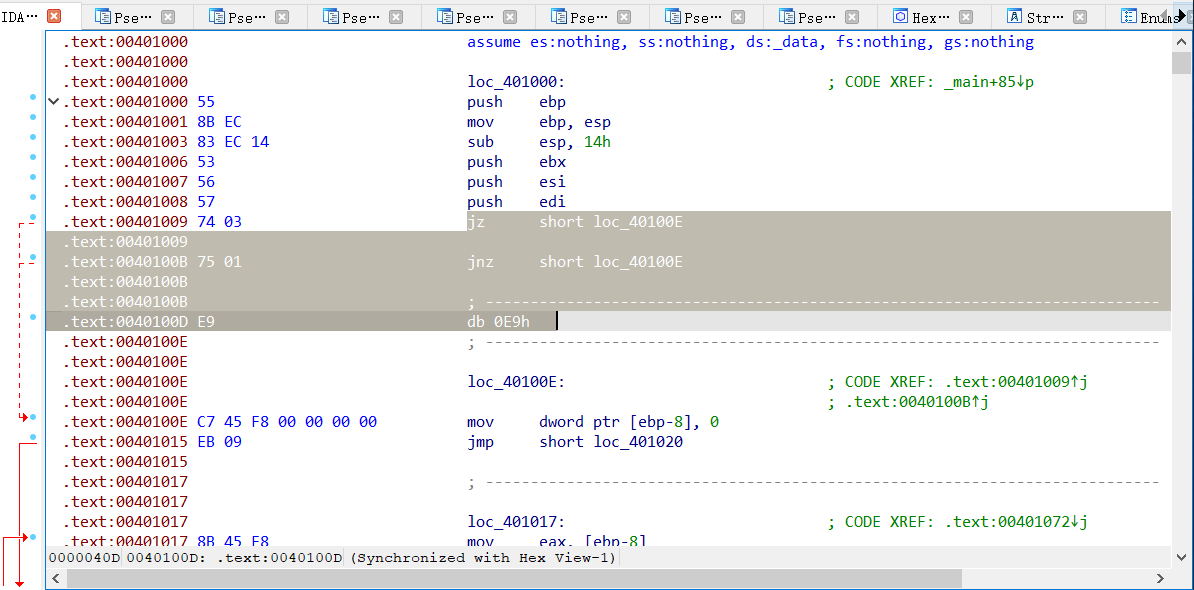 IDA⋯ Pse⋯ Pse⋯ Pse⋯ Pse⋯ Pse⋯ Pse⋯ Pse⋯ Hex⋯ Str⋯ Enums
.text:00401000 assume es:nothing, ss:nothing, ds:_data, fs:nothing, gs:nothing
.text:00401000
.text:00401000 loc_401000: ; CODE XREF: _main+85↓p
.text:00401000 55 push ebp
.text:00401001 8B EC mov ebp, esp
.text:00401003 83 EC 14 sub esp, 14h
.text:00401006 53 push ebx
.text:00401007 56 push esi
.text:00401008 57 push edi
.text:00401009 74 03 jz short loc_40100E
.text:00401009
.text:0040100B 75 01 jnz short loc_40100E
.text:0040100B
.text:0040100B ; ---------------------------------------------------------------------------
.text:0040100D E9 db 0E9h
.text:0040100E ; ---------------------------------------------------------------------------
.text:0040100E
.text:0040100E loc_40100E: ; CODE XREF: .text:00401009↑j
.text:0040100E ; .text:0040100B↑j
.text:0040100E C7 45 F8 00 00 00 00 mov dword ptr [ebp-8], 0
.text:00401015 EB 09 jmp short loc_401020
.text:00401015
.text:00401017 ; ---------------------------------------------------------------------------
.text:00401017
.text:00401017 loc_401017: ; CODE XREF: .text:00401072↓j
.text:00401017 8B 45 F8 mov eax, [ebp-8]
0000040D 0040100D: .text:0040100D (Synchronized with Hex View-1)